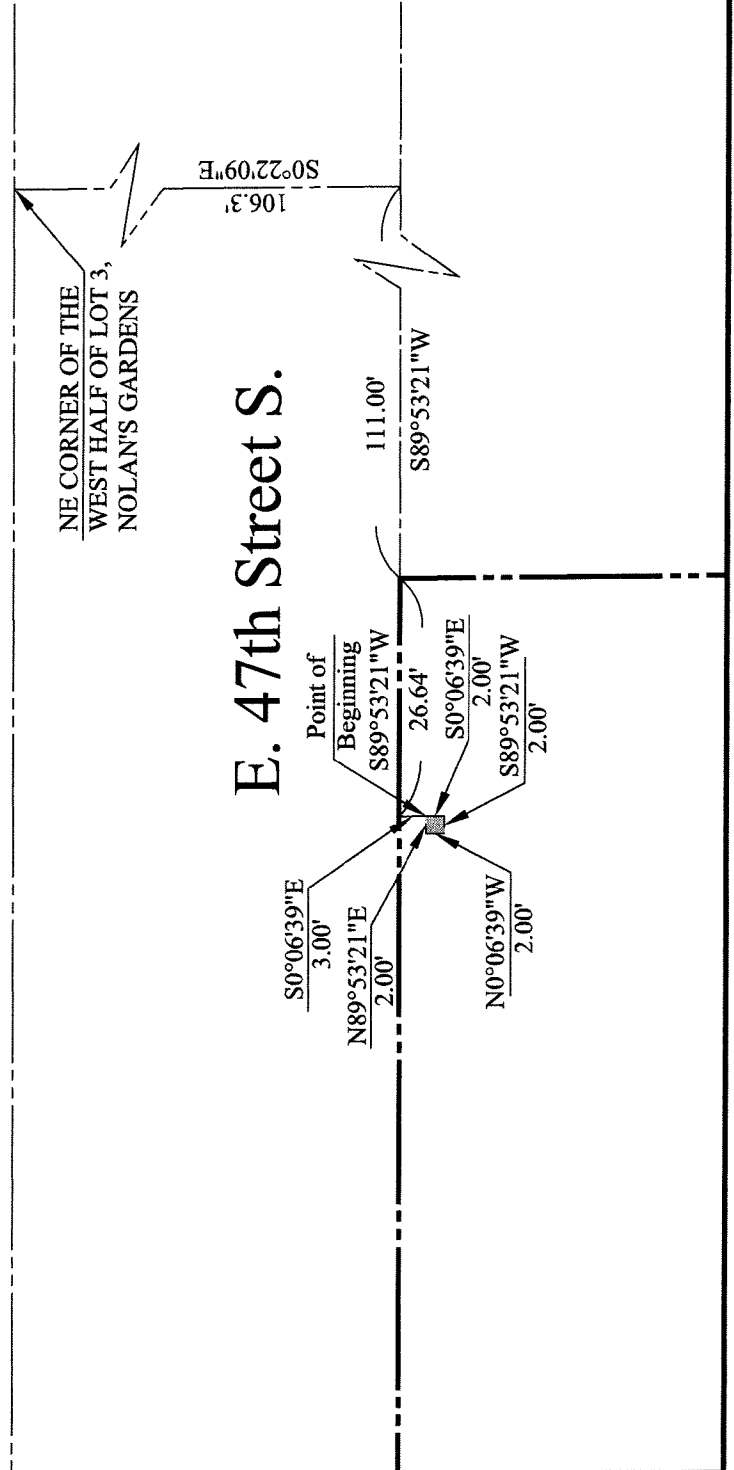 S0°22'09"E
106.3'
NE CORNER OF THE
WEST HALF OF LOT 3,
NOLAN'S GARDENS
E. 47th Street S.
111.00'
S89°53'21"W
Point of
Beginning
S89°53'21"W
26.64'
S0°06'39"E
2.00'
S89°53'21"W
2.00'
S0°06'39"E
3.00'
N89°53'21"E
2.00'
N0°06'39"W
2.00'